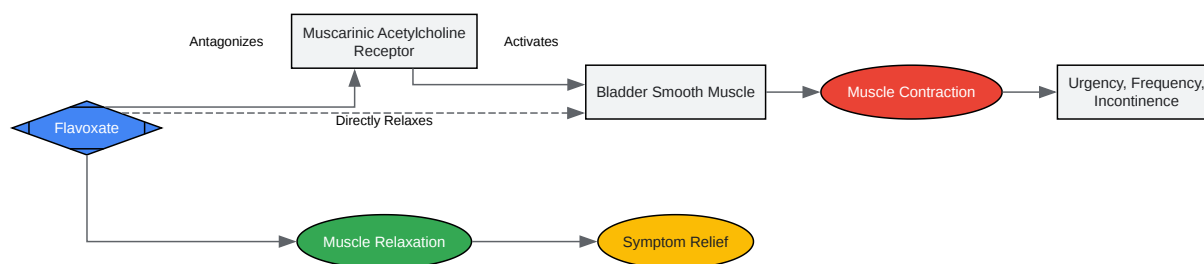 Antagonizes
Muscarinic Acetylcholine
Receptor
Activates
Flavoxate
Directly Relaxes
Bladder Smooth Muscle
Muscle Contraction
Urgency, Frequency,
Incontinence
Muscle Relaxation
Symptom Relief